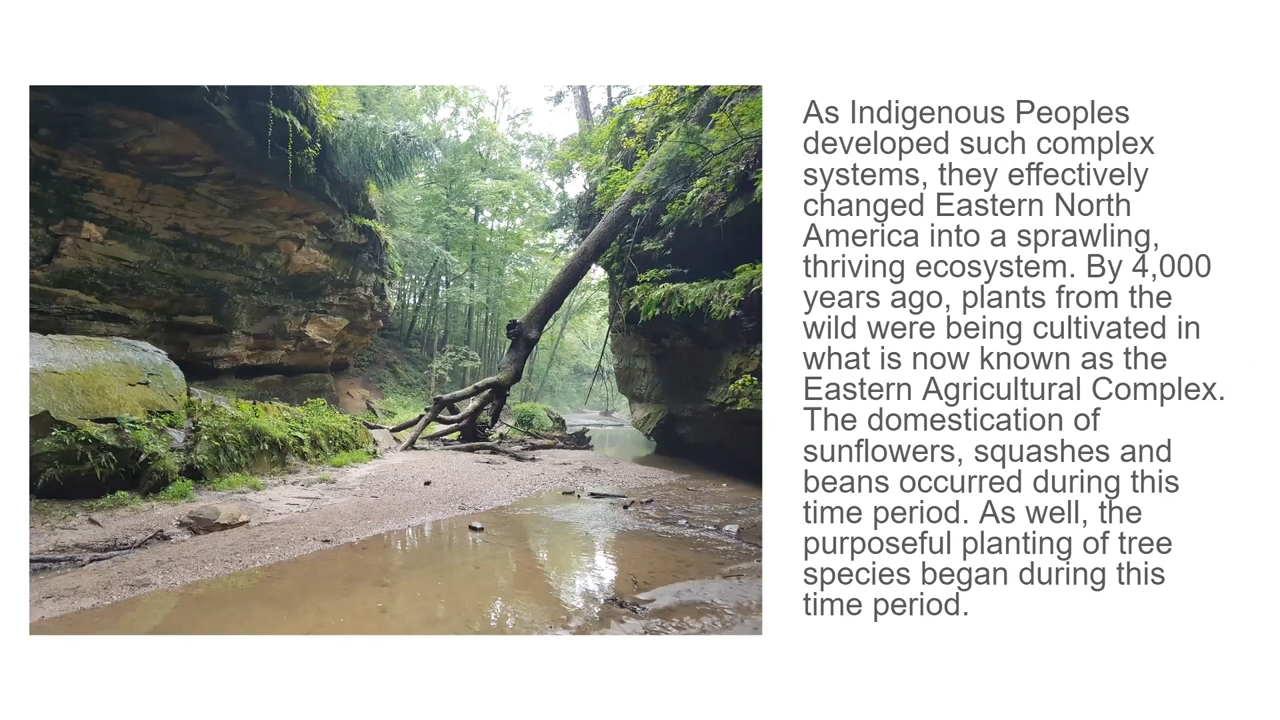 As Indigenous Peoples
developed such complex
systems, they effectively
changed Eastern North
America into a sprawling,
thriving ecosystem. By 4,000
years ago, plants from the
wild were being cultivated in
what is now known as the
Eastern Agricultural Complex.
The domestication of
sunflowers, squashes and
beans occurred during this
time period. As well, the
purposeful planting of tree
species began during this
time period.